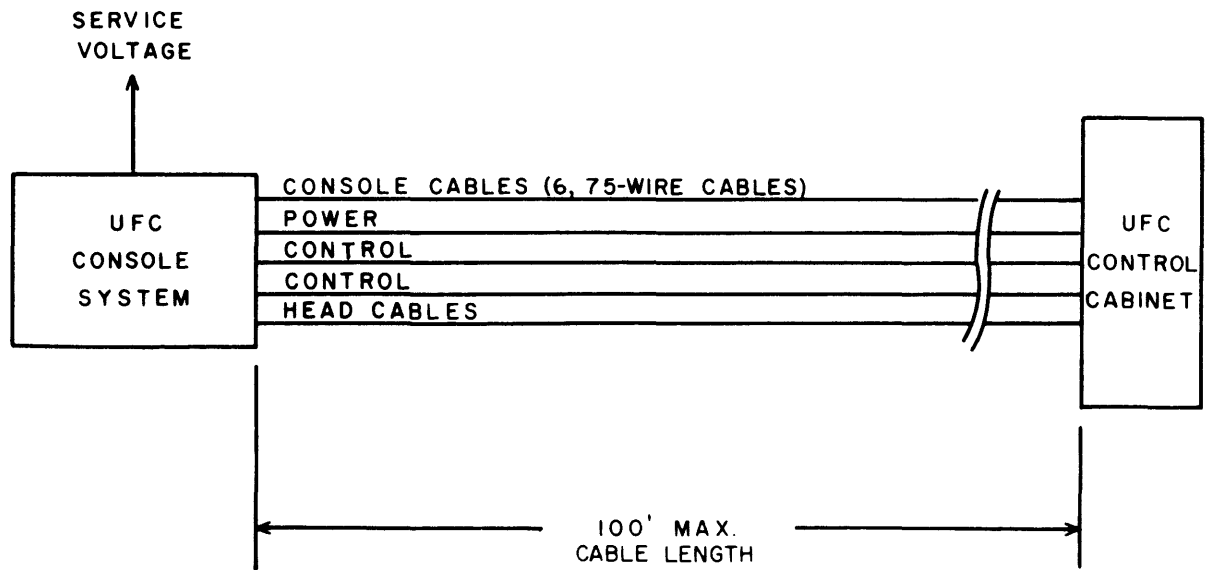 SERVICE
VOLTAGE
UFC
CONSOLE
SYSTEM
CONSOLE CABLES (6, 75-WIRE CABLES)
POWER
CONTROL
CONTROL
HEAD CABLES
UFC
CONTROL
CABINET
100' MAX.
CABLE LENGTH